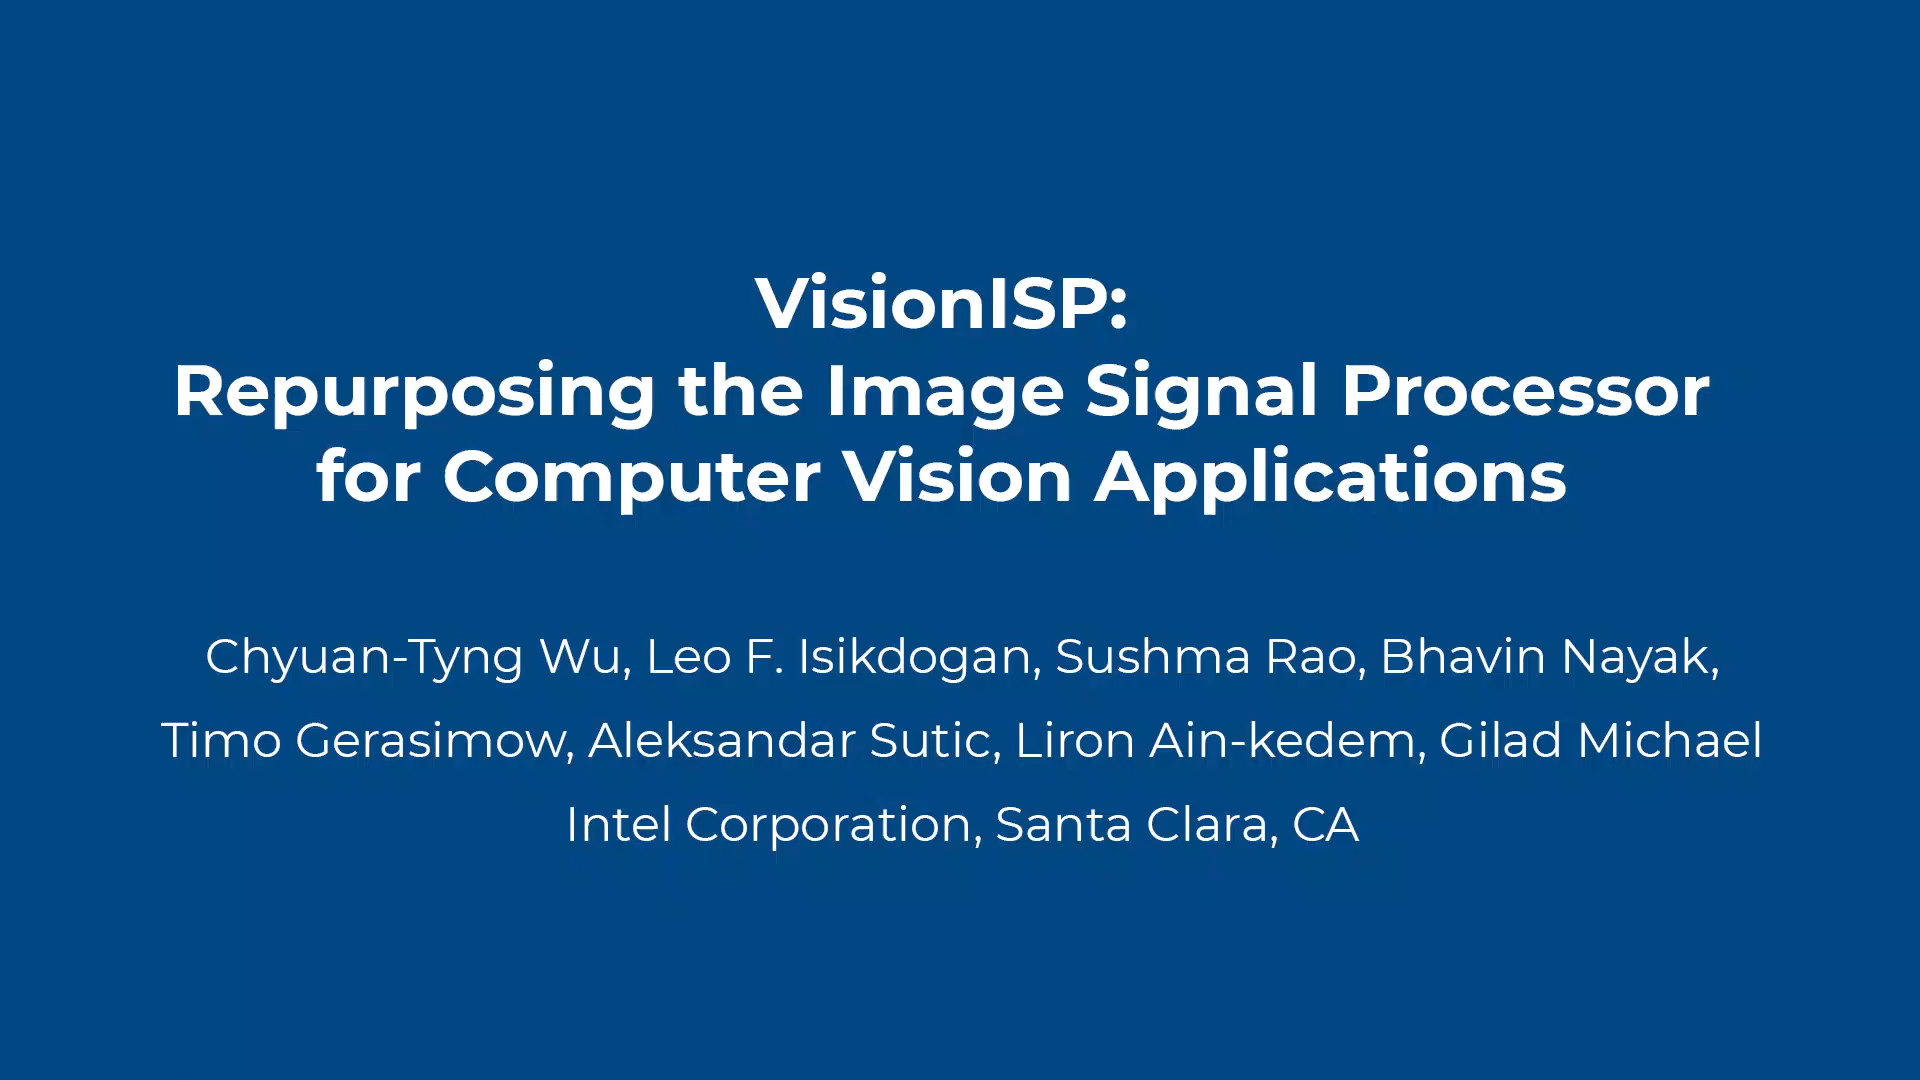 VisionISP:
Repurposing the Image Signal Processor
for Computer Vision Applications
Chyuan-Tyng Wu, Leo F. Isikdogan, Sushma Rao, Bhavin Nayak,
Timo Gerasimow, Aleksandar Sutic, Liron Ain-kedem, Gilad Michael
Intel Corporation, Santa Clara, CA